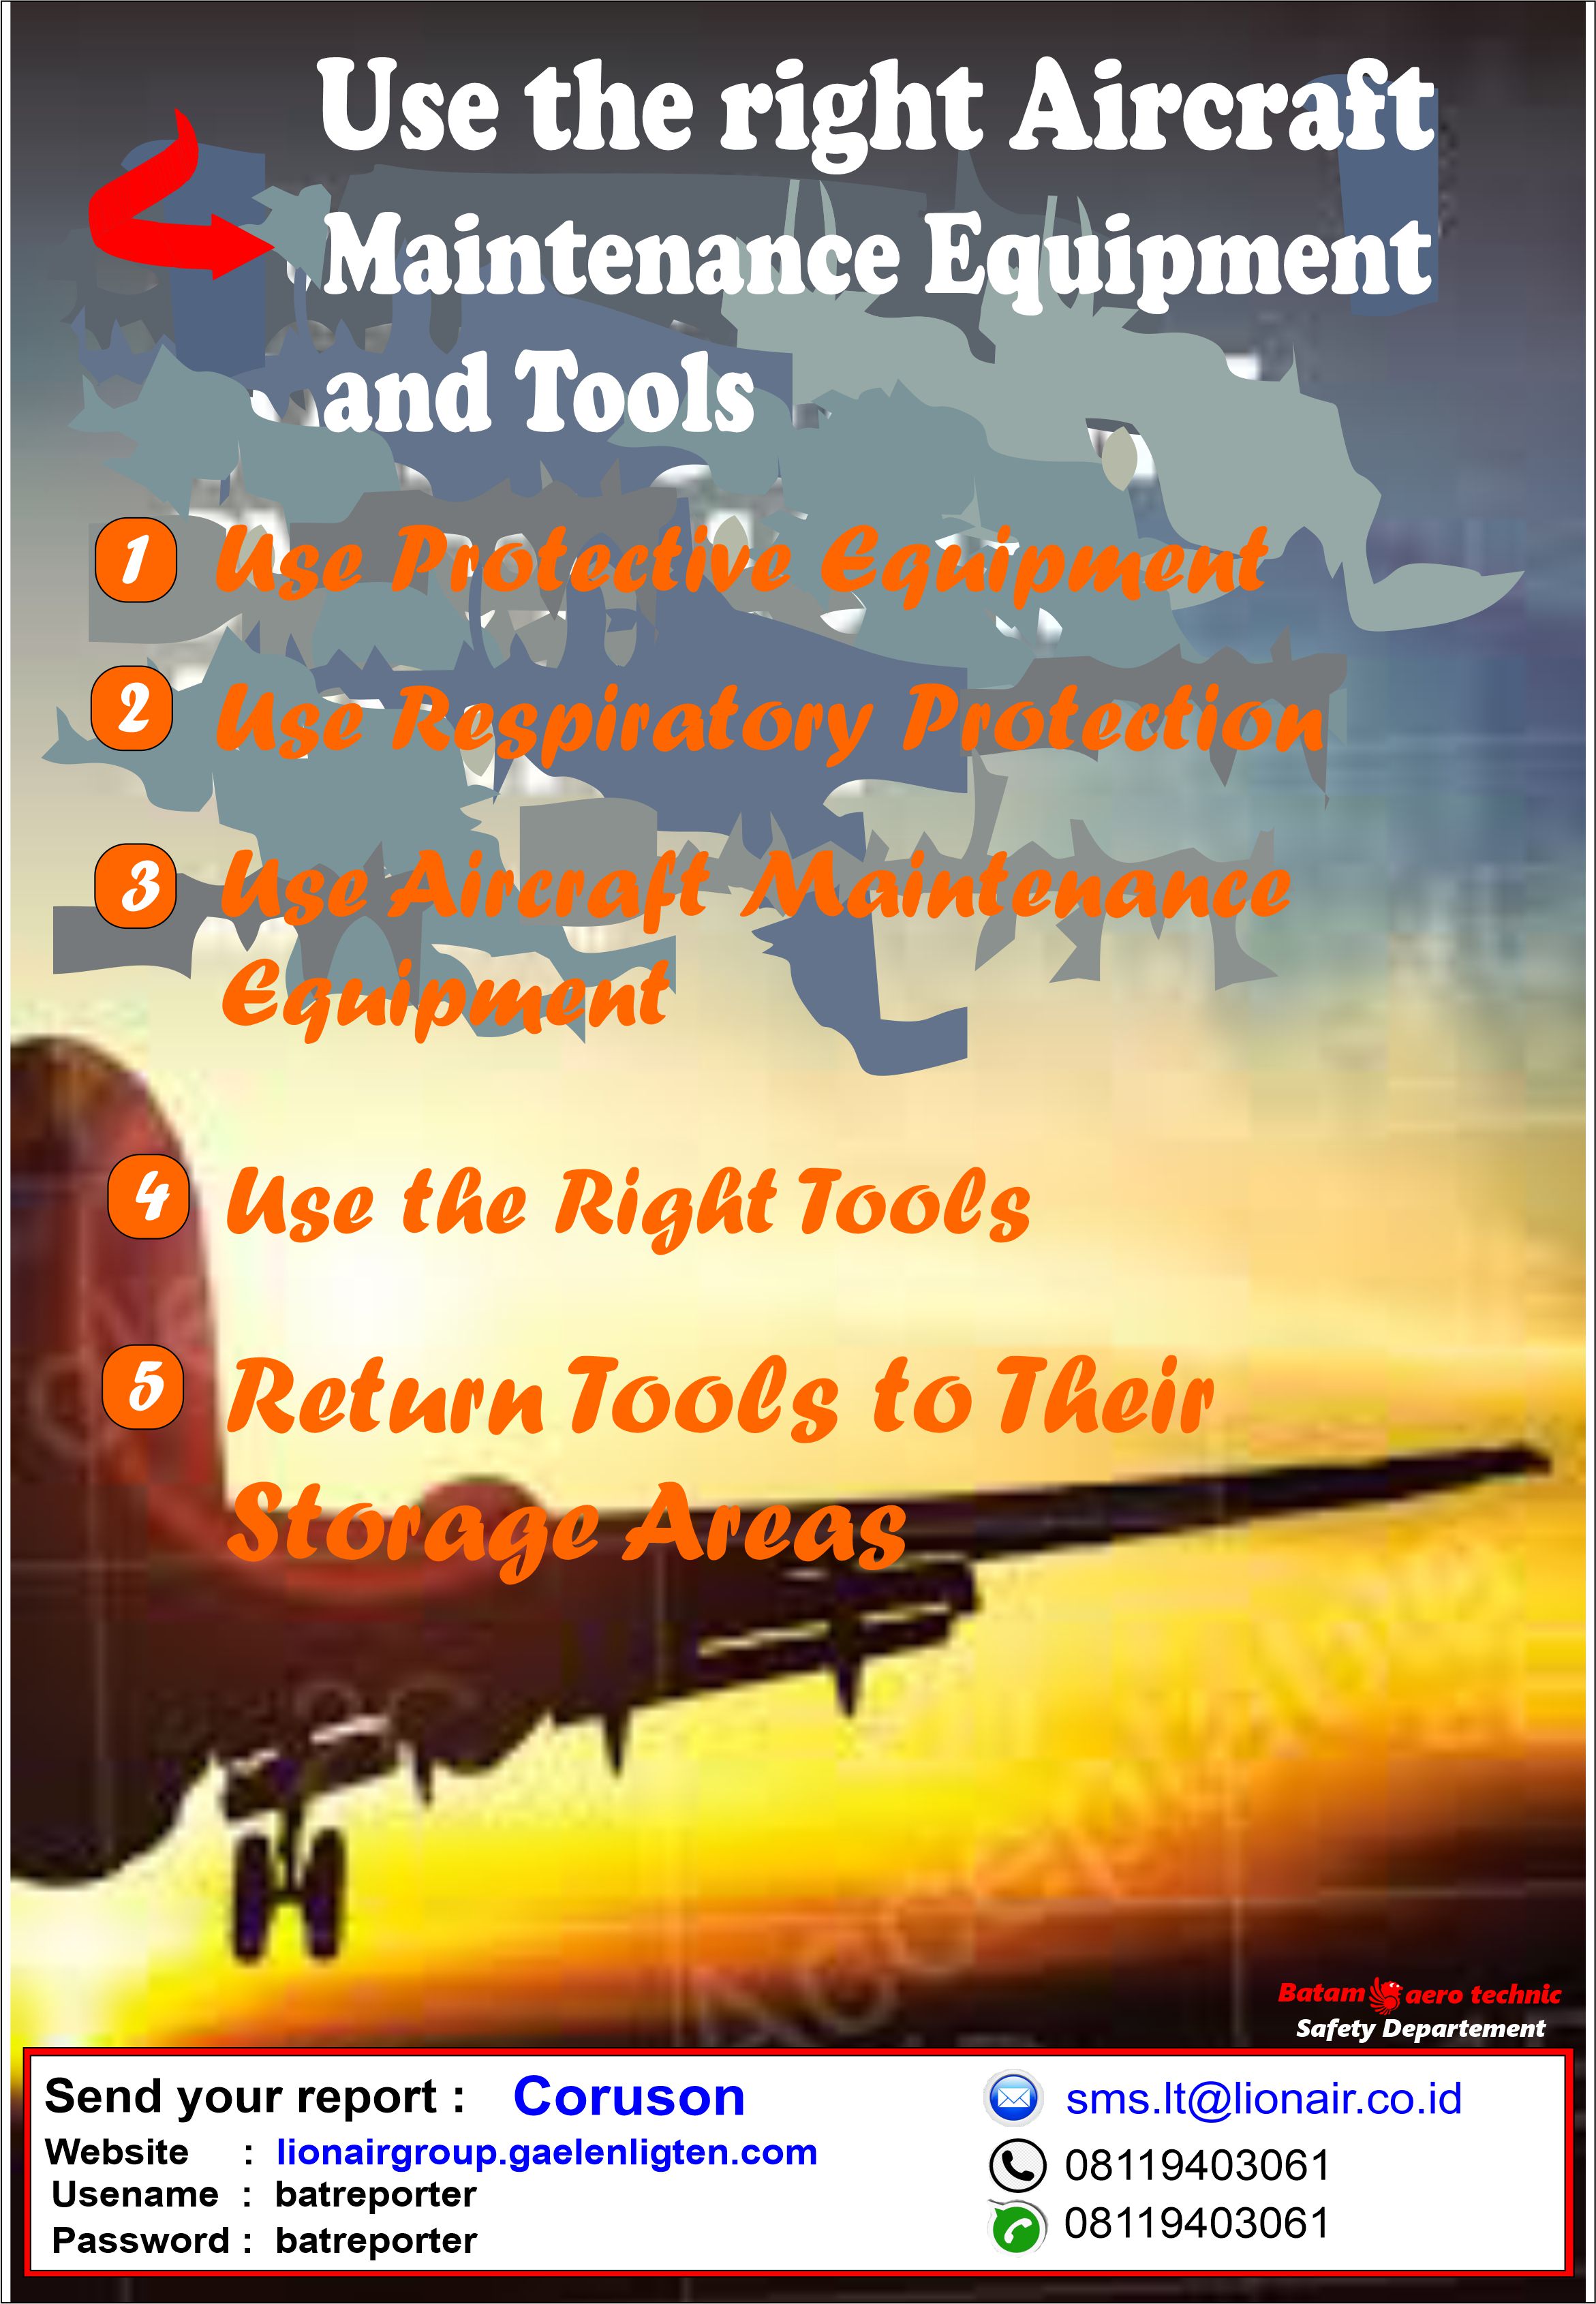 Use the right Aircraft
Maintenance Equipment
and Tools
1 Use Protective Equipment
2 Use Respiratory Protection
3 Use Aircraft Maintenance
Equipment
4 Use the Right Tools
5 Return Tools to Their
Storage Areas
Batam aero technic
Safety Departement
Send your report : Coruson
Website : lionairgroup.gaelenligten.com
Usename : batreporter
Password : batreporter
sms.lt@lionair.co.id
08119403061
08119403061